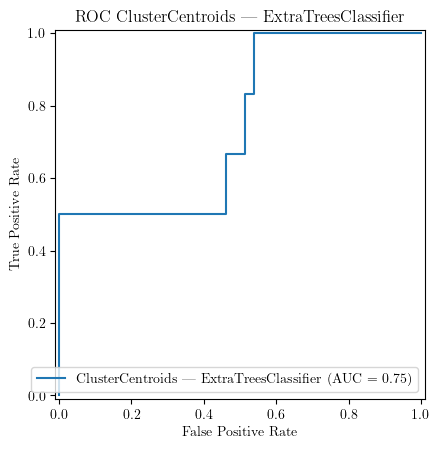 ROC ClusterCentroids — ExtraTreesClassifier
1.0
0.8
0.6
0.4
0.2
0.0
True Positive Rate
ClusterCentroids — ExtraTreesClassifier (AUC = 0.75)
0.0 0.2 0.4 0.6 0.8 1.0
False Positive Rate